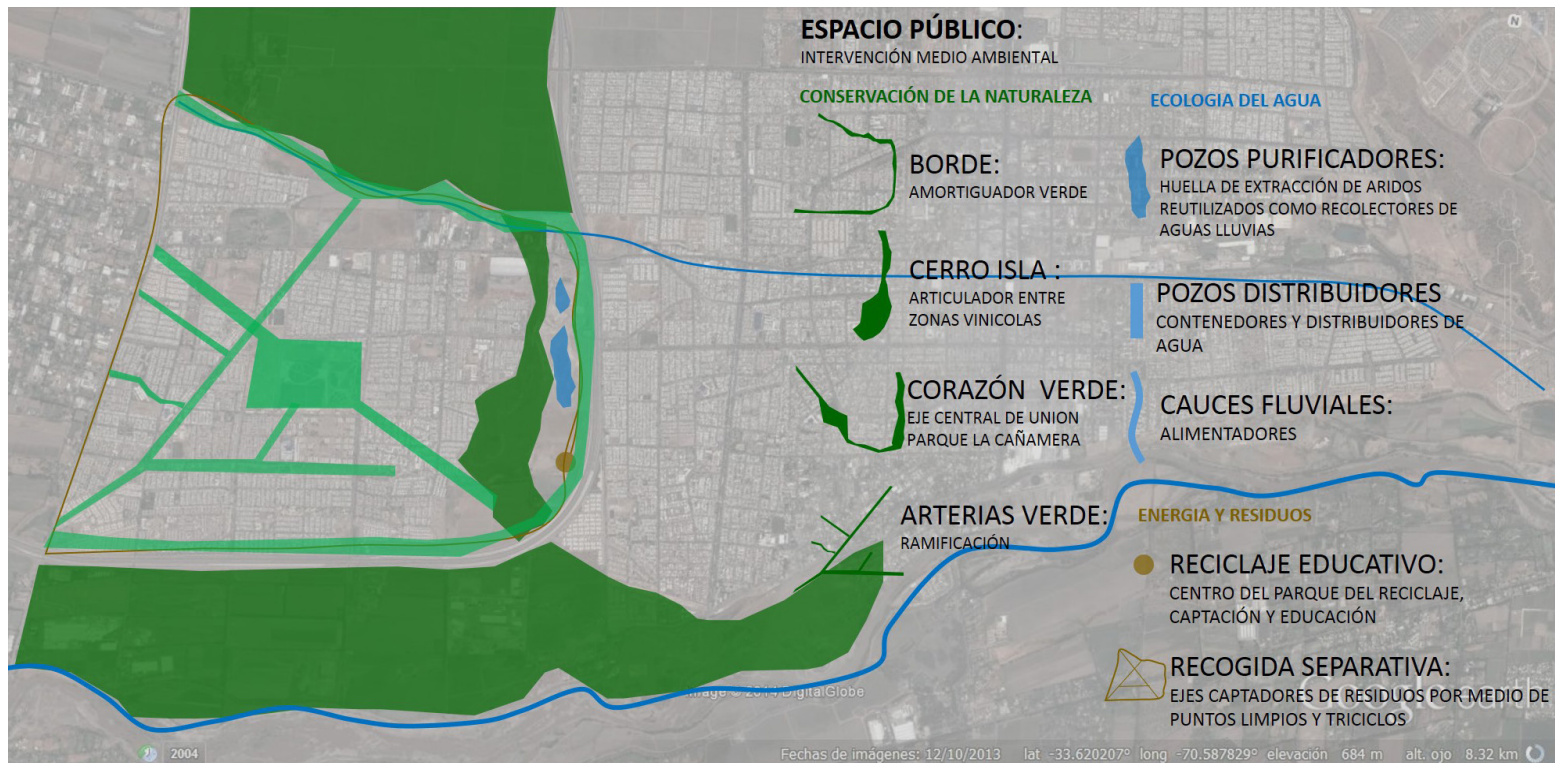 ESPACIO PÚBLICO:
INTERVENCIÓN MEDIO AMBIENTAL
CONSERVACIÓN DE LA NATURALEZA
BORDE:
AMORTIGUADOR VERDE
CERRO ISLA :
ARTICULADOR ENTRE
ZONAS VINICOLAS
CORAZÓN VERDE:
EJE CENTRAL DE UNION
PARQUE LA CAÑAMERA
ARTERIAS VERDE:
RAMIFICACIÓN
ECOLOGIA DEL AGUA
POZOS PURIFICADORES:
HUELLA DE EXTRACCIÓN DE ARIDOS
REUTILIZADOS COMO RECOLECTORES DE
AGUAS LLUVIAS
POZOS DISTRIBUIDORES
CONTENEDORES Y DISTRIBUIDORES DE
AGUA
CAUCES FLUVIALES:
ALIMENTADORES
ENERGIA Y RESIDUOS
RECICLAJE EDUCATIVO:
CENTRO DEL PARQUE DEL RECICLAJE,
CAPTACIÓN Y EDUCACIÓN
RECOGIDA SEPARATIVA:
EJES CAPTADORES DE RESIDUOS POR MEDIO DE
PUNTOS LIMPIOS Y TRICICLOS
N
Image © 2014 DigitalGlobe
Google earth
2004
Fechas de imágenes: 12/10/2013 lat -33.620207° long -70.587829° elevación 684 m alt. ojo 8.32 km